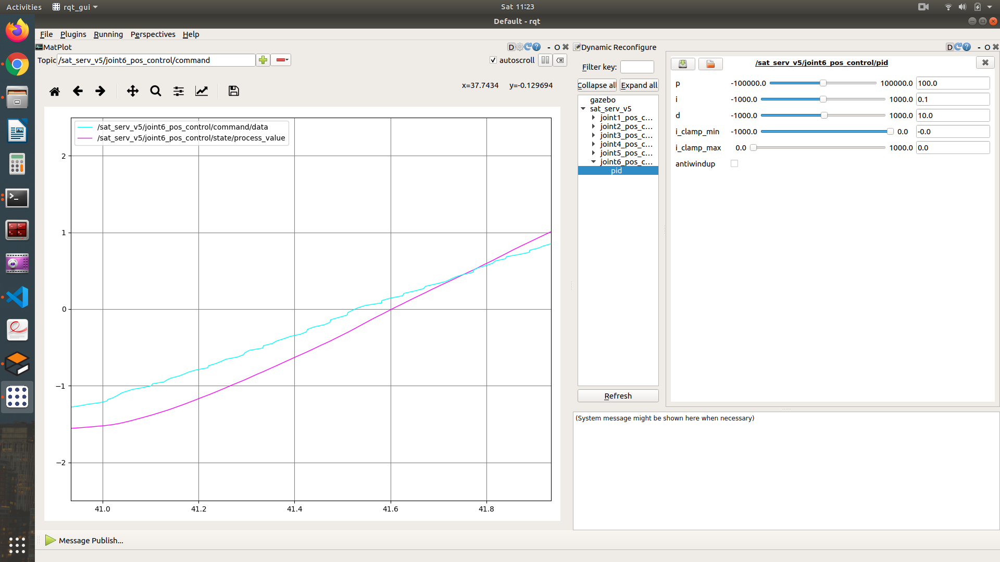 Activities
rqt_gui
Sat 11:23
Default - rqt
File Plugins Running Perspectives Help
MatPlot
D
- O
Topic /sat_serv_v5/joint6_pos_control/command
autoscroll
x=37.7434 y=-0.129694
/sat_serv_v5/joint6_pos_control/command/data
/sat_serv_v5/joint6_pos_control/state/process_value
2
1
0
−1
−2
41.0 41.2 41.4 41.6 41.8
Message Publish...
Dynamic Reconfigure
D
- O
Filter key:
Collapse all Expand all
gazebo
sat_serv_v5
joint1_pos_c...
joint2_pos_c...
joint3_pos_c...
joint4_pos_c...
joint5_pos_c...
joint6_pos_c...
pid
Refresh
/sat_serv_v5/joint6_pos_control/pid
p -100000.0 100000.0 100.0
i -1000.0 1000.0 0.1
d -1000.0 1000.0 10.0
i_clamp_min -1000.0 0.0 -0.0
i_clamp_max 0.0 1000.0 0.0
antiwindup
(System message might be shown here when necessary)